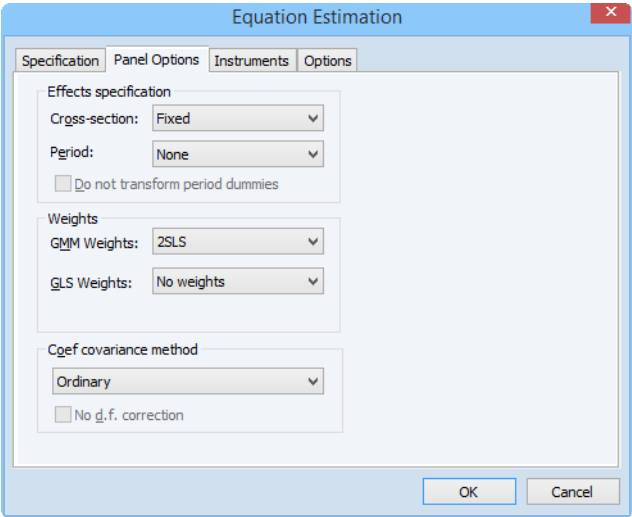 Equation Estimation
Specification Panel Options Instruments Options
Effects specification
Cross-section: Fixed
Period: None
Do not transform period dummies
Weights
GMM Weights: 2SLS
GLS Weights: No weights
Coef covariance method
Ordinary
No d.f. correction
OK Cancel